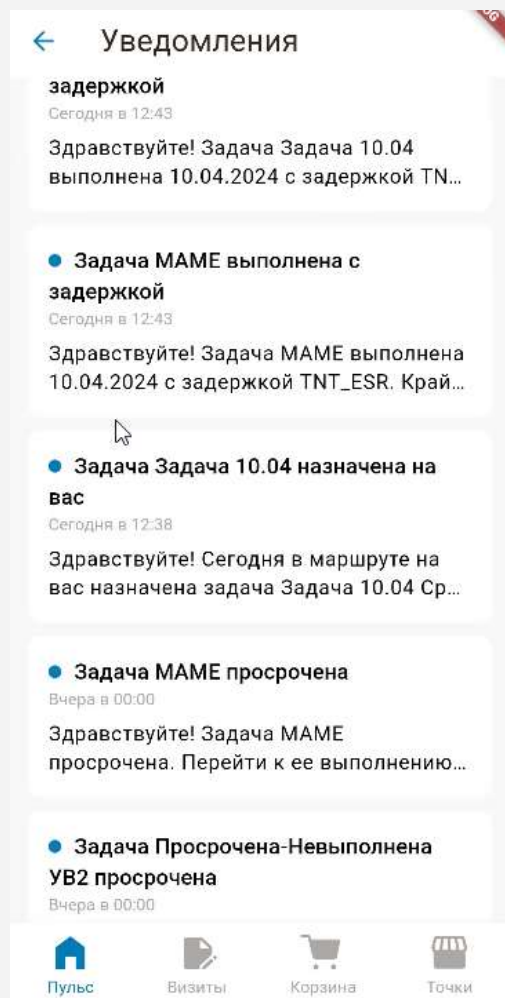 Уведомления
задержкой
Сегодня в 12:43
Здравствуйте! Задача Задача 10.04
выполнена 10.04.2024 с задержкой TN...
Задача МАМЕ выполнена с
задержкой
Сегодня в 12:43
Здравствуйте! Задача МАМЕ выполнена
10.04.2024 с задержкой TNT_ESR. Край...
Задача Задача 10.04 назначена на
вас
Сегодня в 12:38
Здравствуйте! Сегодня в маршруте на
вас назначена задача Задача 10.04 Ср...
Задача МАМЕ просрочена
Вчера в 00:00
Здравствуйте! Задача МАМЕ
просрочена. Перейти к ее выполнению...
Задача Просрочена-Невыполнена
УВ2 просрочена
Вчера в 00:00
Пульс
Визиты
Корзина
Точки